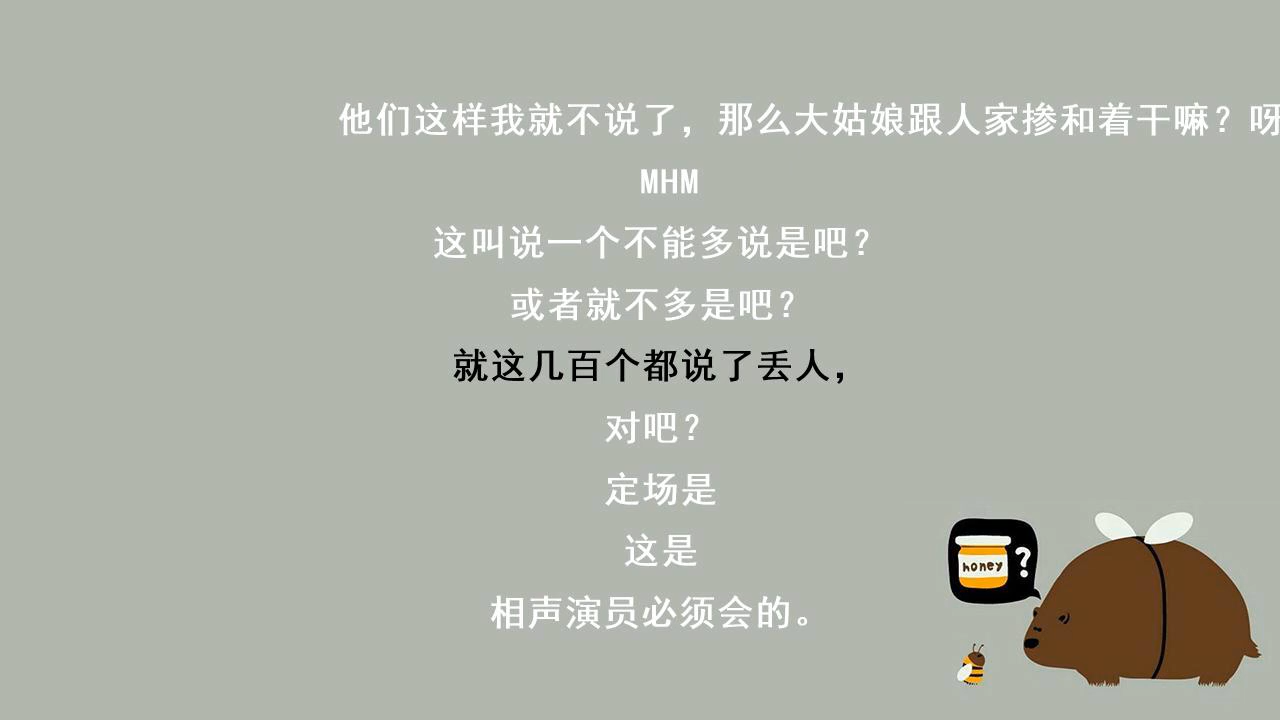 他们这样我就不说了，那么大姑娘跟人家掺和着干嘛？呀
MHM
这叫说一个不能多说是吧？
或者就不多是吧？
就这几百个都说了丢人，
对吧？
定场是
这是
相声演员必须会的。
honey
?